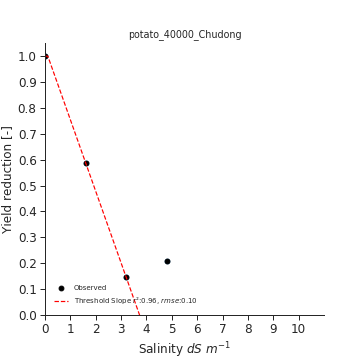 potato_40000_Chudong
Yield reduction [-]
1.0
0.9
0.8
0.7
0.6
0.5
0.4
0.3
0.2
0.1
0.0
Observed
Threshold Slope r²:0.96, rmse:0.10
0 1 2 3 4 5 6 7 8 9 10
Salinity dS m⁻¹